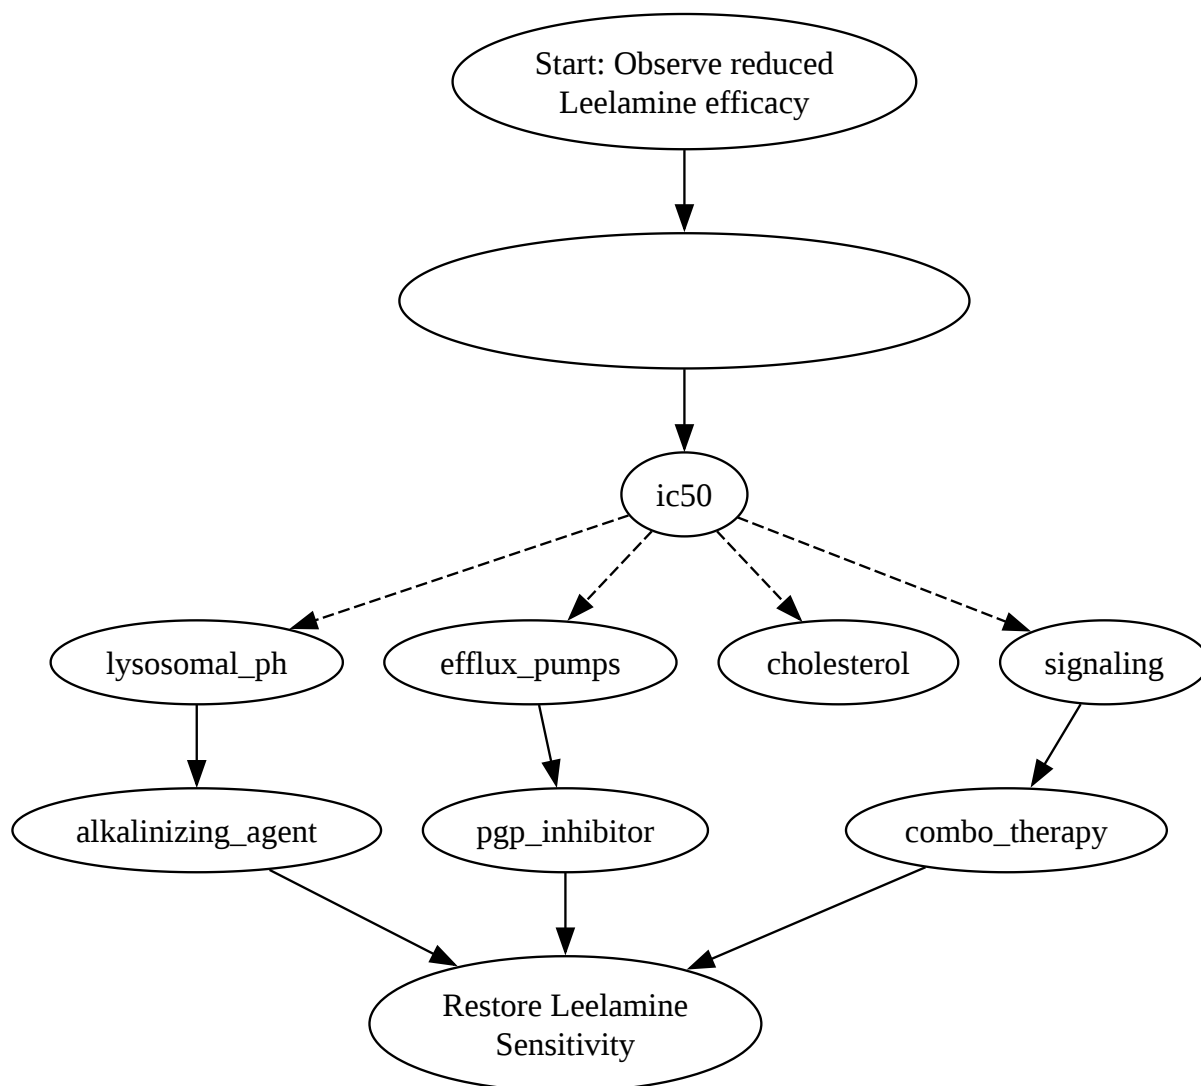 Start: Observe reduced
Leelamine efficacy
ic50
lysosomal_ph
efflux_pumps
cholesterol
signaling
alkalinizing_agent
pgp_inhibitor
combo_therapy
Restore Leelamine
Sensitivity